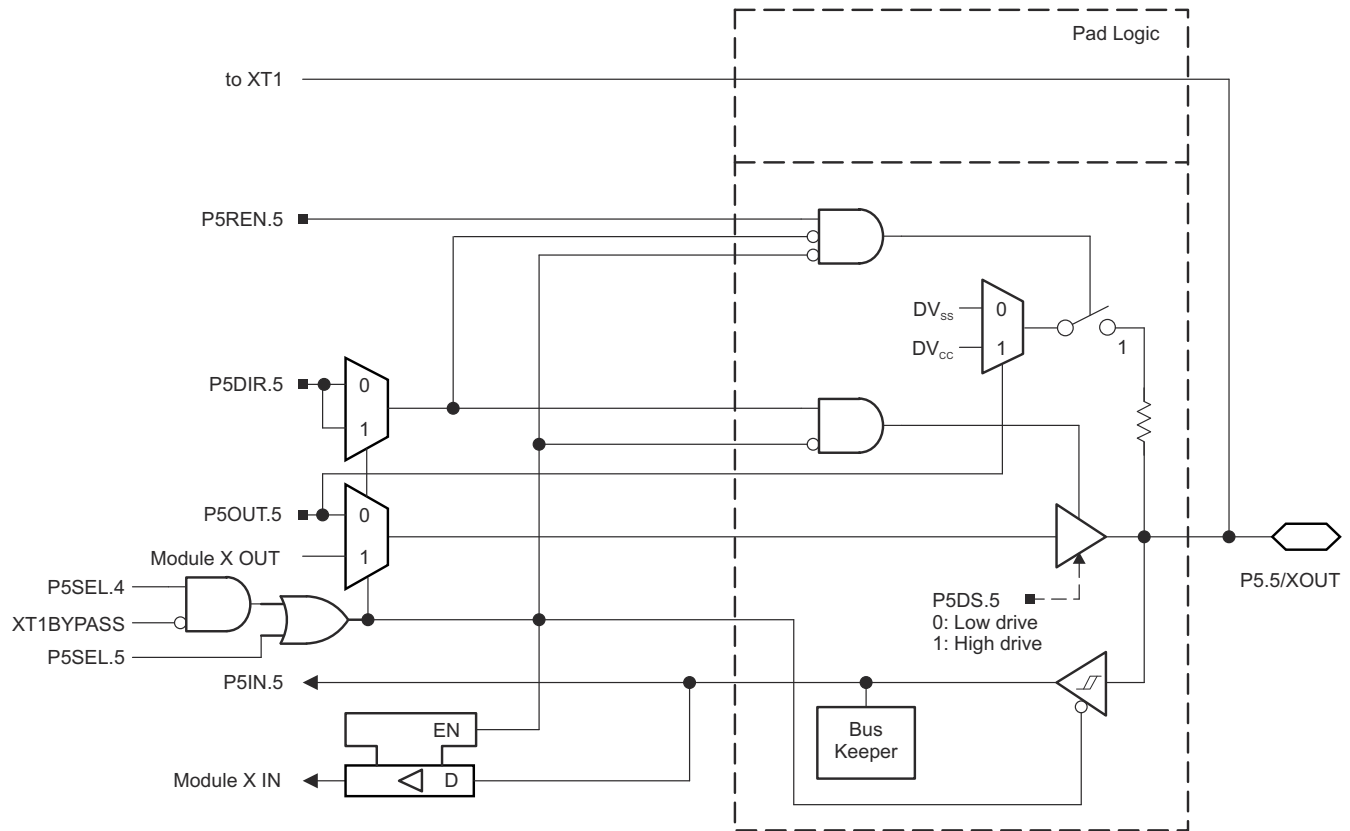 Pad Logic
to XT1
P5REN.5
DVSS
0
DVCC
1
1
P5DIR.5
0
1
P5OUT.5
0
Module X OUT
1
P5SEL.4
XT1BYPASS
P5SEL.5
P5DS.5
0: Low drive
1: High drive
P5.5/XOUT
P5IN.5
EN
Bus
Keeper
Module X IN
D